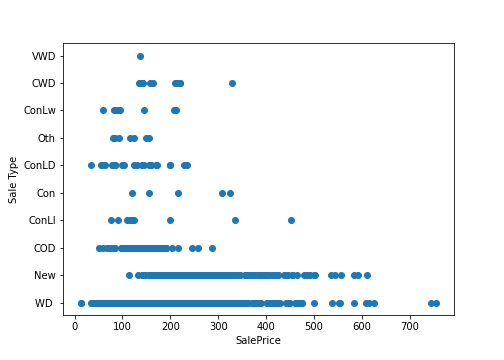 VWD
CWD
ConLw
Oth
ConLD
Con
ConLI
COD
New
WD
Sale Type
0 100 200 300 400 500 600 700
SalePrice